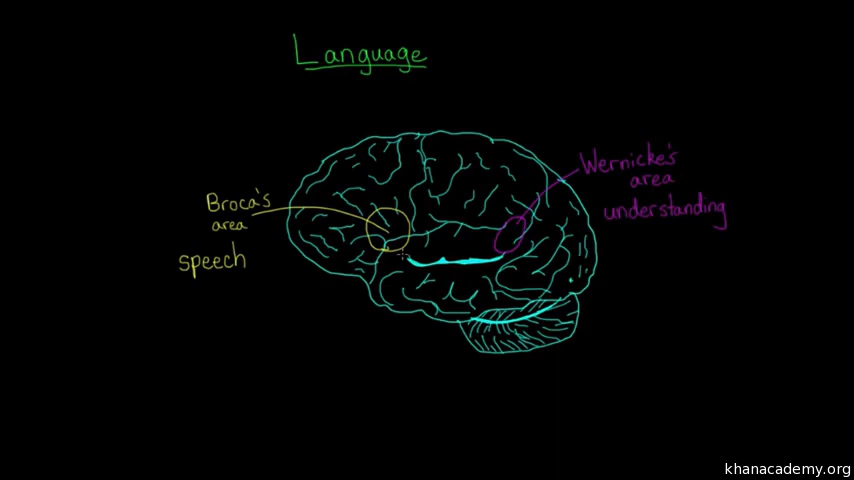 Language
Broca's
area
speech
Wernicke's
area
understanding
khanacademy.org